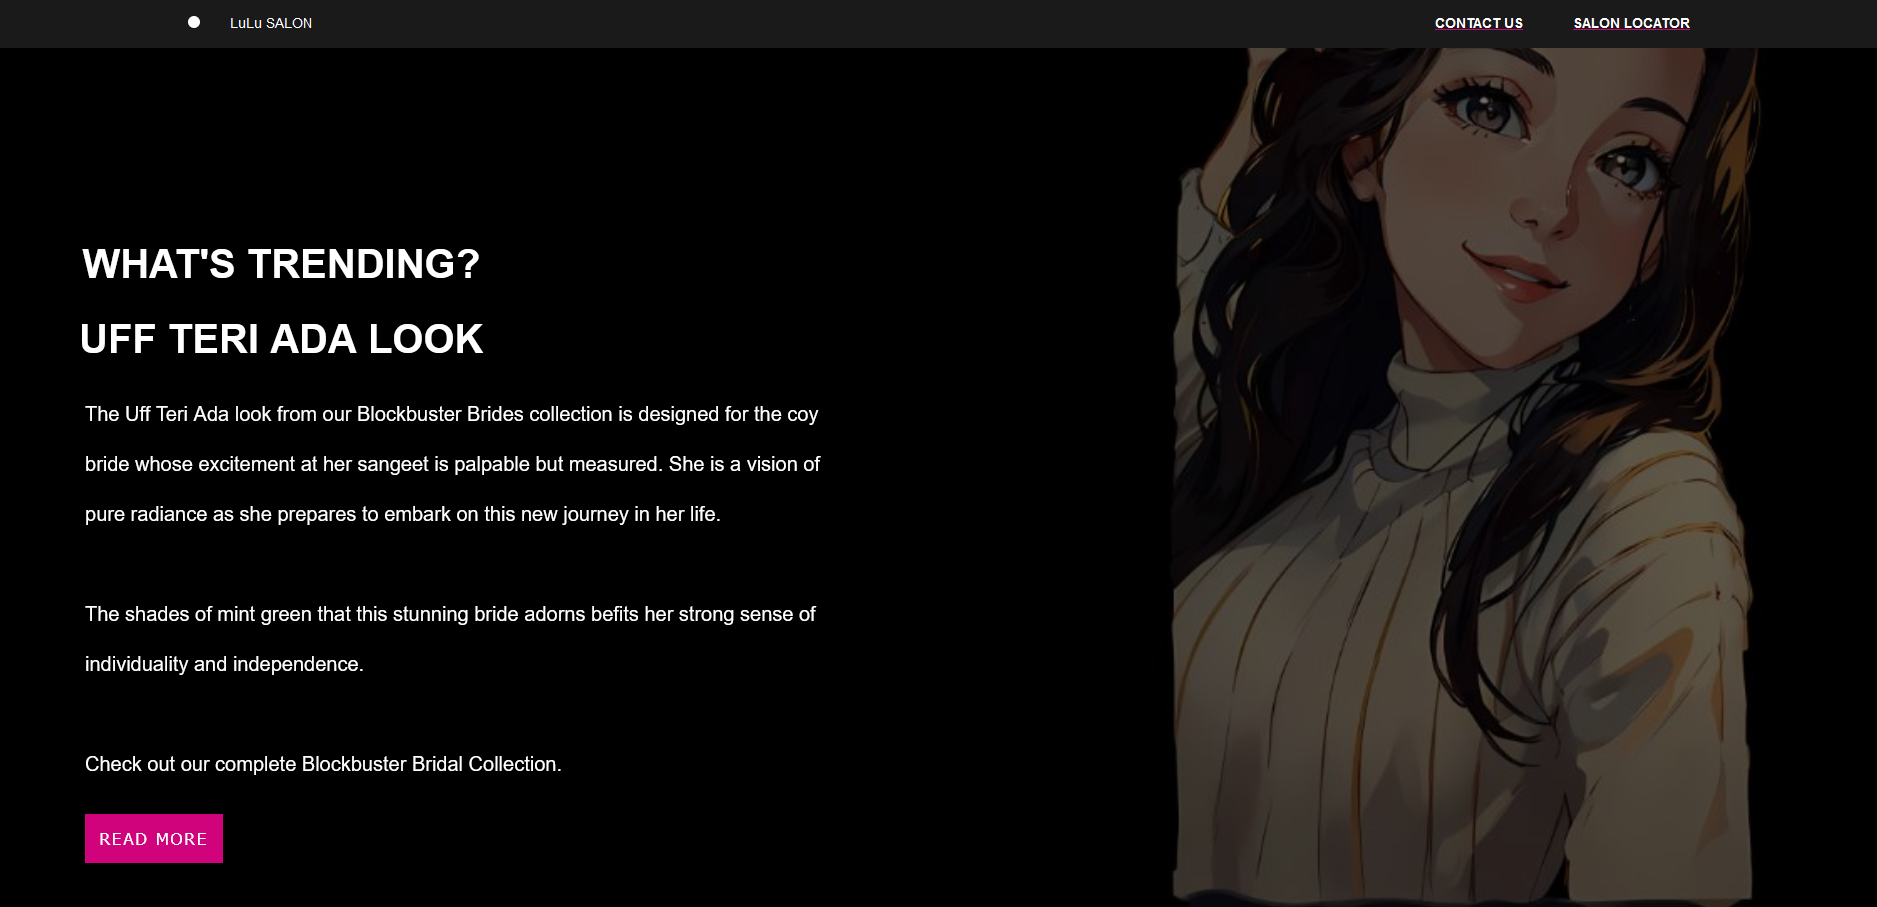 LuLu SALON
CONTACT US
SALON LOCATOR
WHAT'S TRENDING?
UFF TERI ADA LOOK
The Uff Teri Ada look from our Blockbuster Brides collection is designed for the coy
bride whose excitement at her sangeet is palpable but measured. She is a vision of
pure radiance as she prepares to embark on this new journey in her life.
The shades of mint green that this stunning bride adorns befits her strong sense of
individuality and independence.
Check out our complete Blockbuster Bridal Collection.
READ MORE